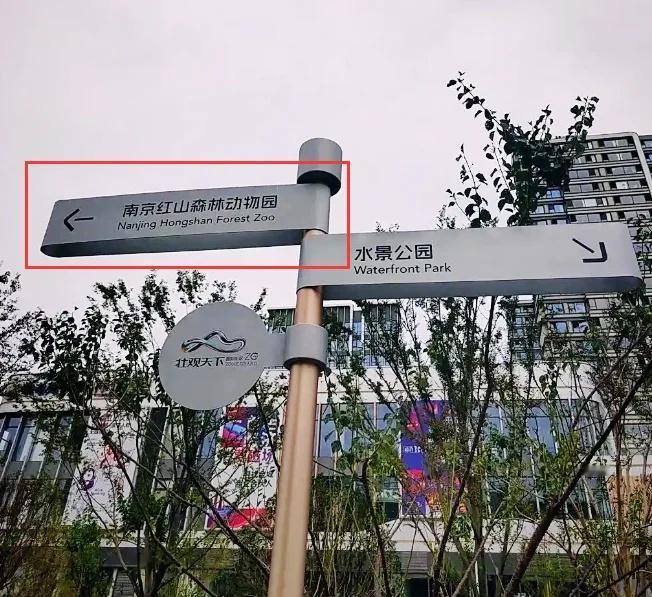 南京红山森林动物园
Nanjing Hongshan Forest Zoo
水景公园
Waterfront Park
壮观天下
ZG